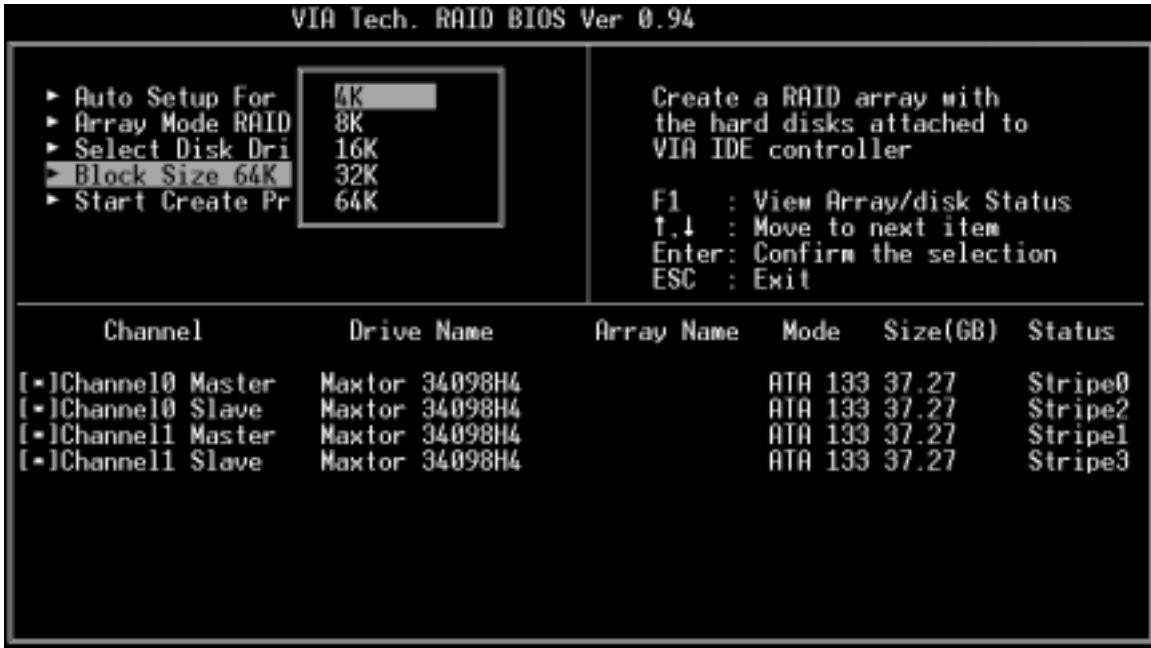 VIA Tech. RAID BIOS Ver 0.94
► Auto Setup For
► Array Mode RAID
► Select Disk Dri
► Block Size 64K
► Start Create Pr
4K
8K
16K
32K
64K
Create a RAID array with
the hard disks attached to
VIA IDE controller
F1 : View Array/disk Status
↑,↓ : Move to next item
Enter: Confirm the selection
ESC : Exit
Channel Drive Name Array Name Mode Size(GB) Status
[*]Channel0 Master Maxtor 34098H4 ATA 133 37.27 Stripe0
[*]Channel0 Slave Maxtor 34098H4 ATA 133 37.27 Stripe2
[*]Channel1 Master Maxtor 34098H4 ATA 133 37.27 Stripe1
[*]Channel1 Slave Maxtor 34098H4 ATA 133 37.27 Stripe3